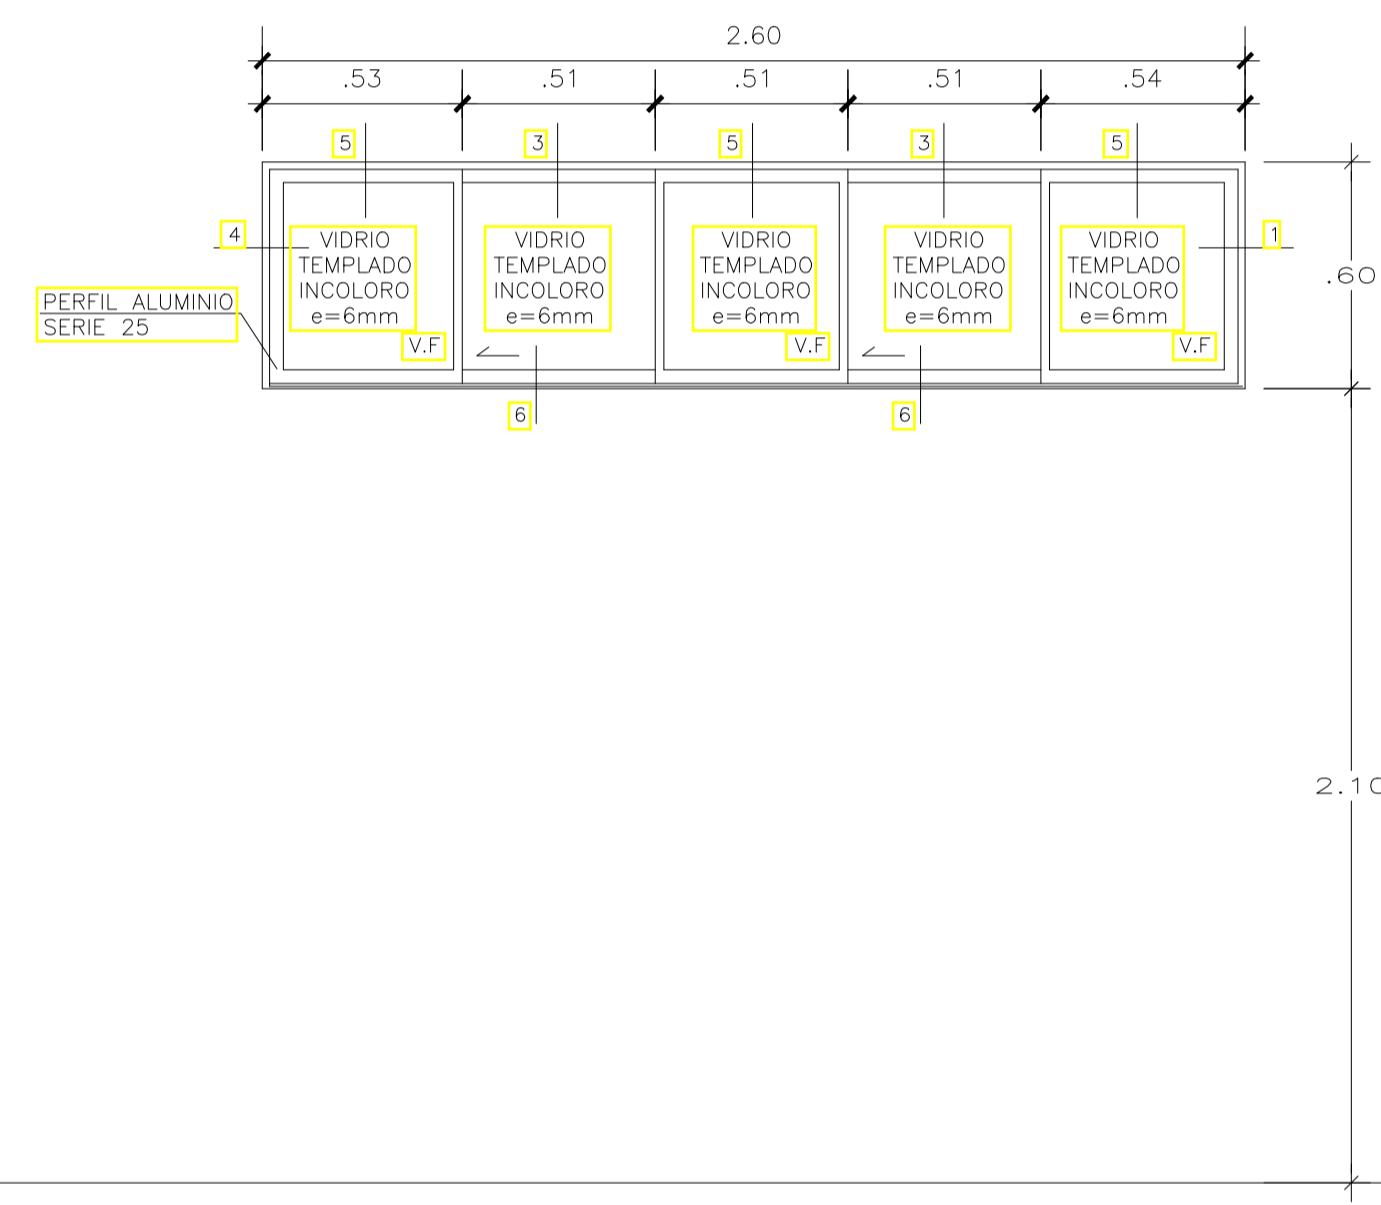 2.60
.53 .51 .51 .51 .54
5 3 5 3 5
4
1
VIDRIO
TEMPLADO
INCOLORO
e=6mm
V.F
VIDRIO
TEMPLADO
INCOLORO
e=6mm
VIDRIO
TEMPLADO
INCOLORO
e=6mm
V.F
VIDRIO
TEMPLADO
INCOLORO
e=6mm
VIDRIO
TEMPLADO
INCOLORO
e=6mm
V.F
.60
PERFIL ALUMINIO
SERIE 25
6 6
2.10